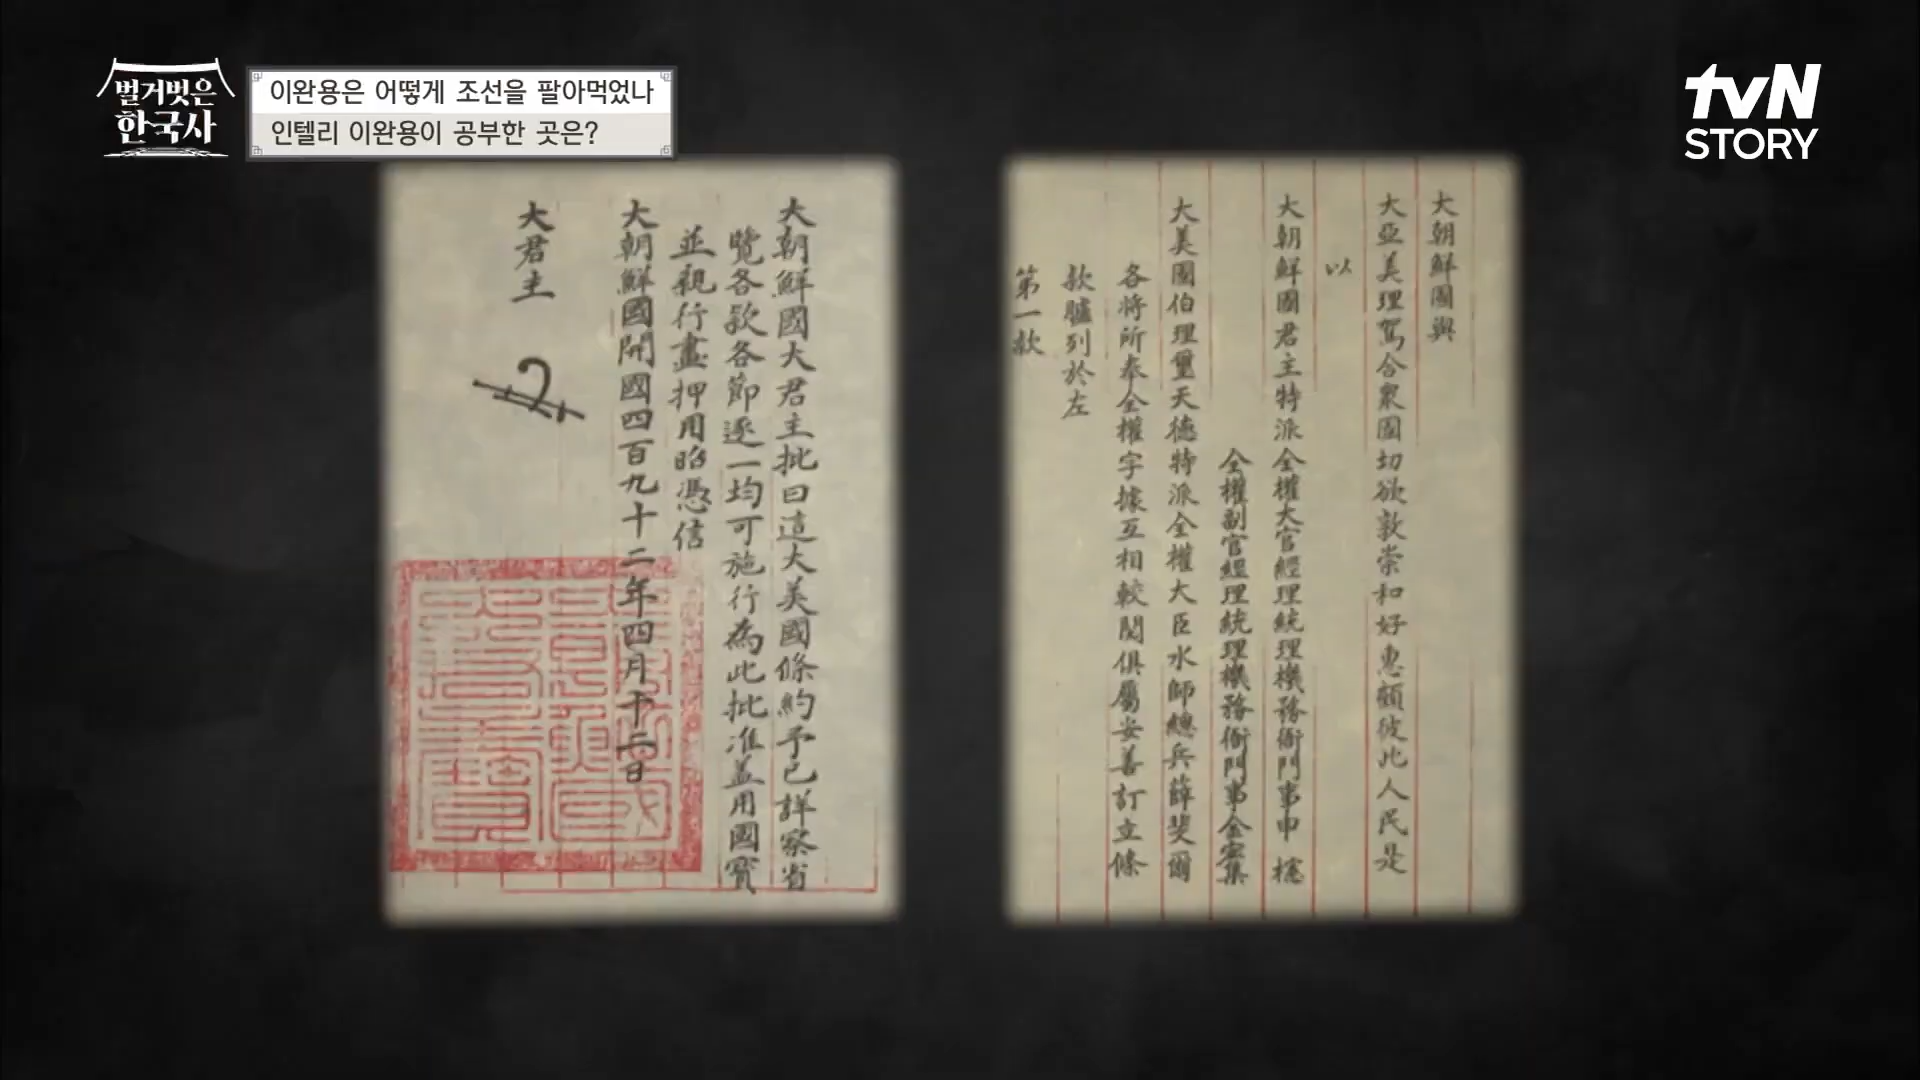 벌거벗은
한국사
이완용은 어떻게 조선을 팔아먹었나
인텔리 이완용이 공부한 곳은?
tvN
STORY
大朝鮮國大君主批曰這大美國條約予已詳察省
覽各款各節逐一均可施行為此批准盖用國寶
並親行畫押用昭憑信
大朝鮮國開國四百九十二年四月十二日
大君主
大朝鮮國與
大亞美理駕合衆國切欲敦崇和好惠顧彼此人民是
以
大朝鮮國君主特派全權大官經理統理機務衙門事申櫶
全權副官經理統理機務衙門事金宏集
大美國伯理璽天德特派全權大臣水師總兵薛斐爾
各將所奉全權字據互相較閱俱屬妥善訂立條
款臚列於左
第一款